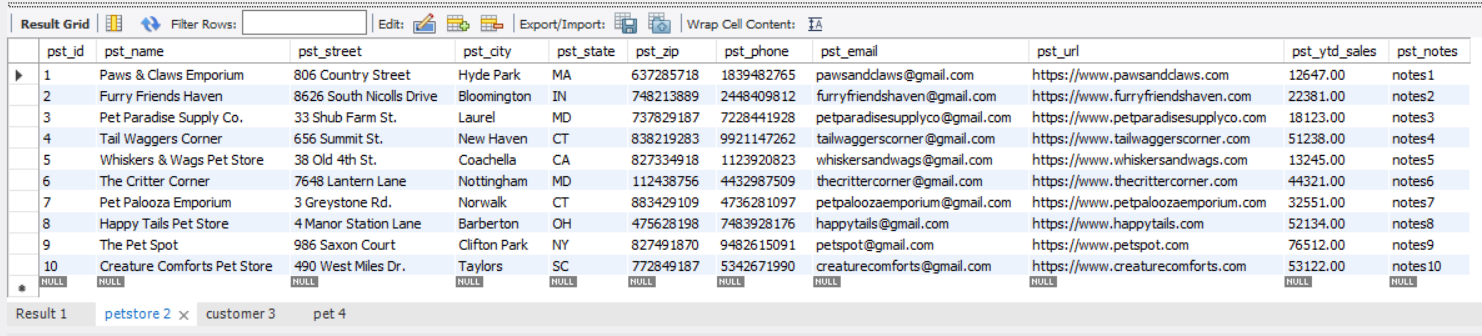 Result Grid Filter Rows: Edit: Export/Import: Wrap Cell Content: IA
pst_id pst_name pst_street pst_city pst_state pst_zip pst_phone pst_email pst_url pst_ytd_sales pst_notes
1 Paws & Claws Emporium 806 Country Street Hyde Park MA 637285718 1839482765 pawsandclaws@gmail.com https://www.pawsandclaws.com 12647.00 notes1
2 Furry Friends Haven 8626 South Nicolls Drive Bloomington IN 748213889 2448409812 furryfriendshaven@gmail.com https://www.furryfriendshaven.com 22381.00 notes2
3 Pet Paradise Supply Co. 33 Shub Farm St. Laurel MD 737829187 7228441928 petparadisesupplyco@gmail.com https://www.petparadisesupplyco.com 18123.00 notes3
4 Tail Waggers Corner 656 Summit St. New Haven CT 838219283 9921147262 tailwaggerscorner@gmail.com https://www.tailwaggerscorner.com 51238.00 notes4
5 Whiskers & Wags Pet Store 38 Old 4th St. Coachella CA 827334918 1123920823 whiskersandwags@gmail.com https://www.whiskersandwags.com 13245.00 notes5
6 The Critter Corner 7648 Lantern Lane Nottingham MD 112438756 4432987509 thecrittercorner@gmail.com https://www.thecrittercorner.com 44321.00 notes6
7 Pet Palooza Emporium 3 Greystone Rd. Norwalk CT 883429109 4736281097 petpaloozaemporium@gmail.com https://www.petpaloozaemporium.com 32551.00 notes7
8 Happy Tails Pet Store 4 Manor Station Lane Barberton OH 475628198 7483928176 happytails@gmail.com https://www.happytails.com 52134.00 notes8
9 The Pet Spot 986 Saxon Court Clifton Park NY 827491870 9482615091 petspot@gmail.com https://www.petspot.com 76512.00 notes9
10 Creature Comforts Pet Store 490 West Miles Dr. Taylors SC 772849187 5342671990 creaturecomforts@gmail.com https://www.creaturecomforts.com 53122.00 notes10
NULL NULL NULL NULL NULL NULL NULL NULL NULL NULL NULL
Result 1 petstore 2 customer 3 pet 4